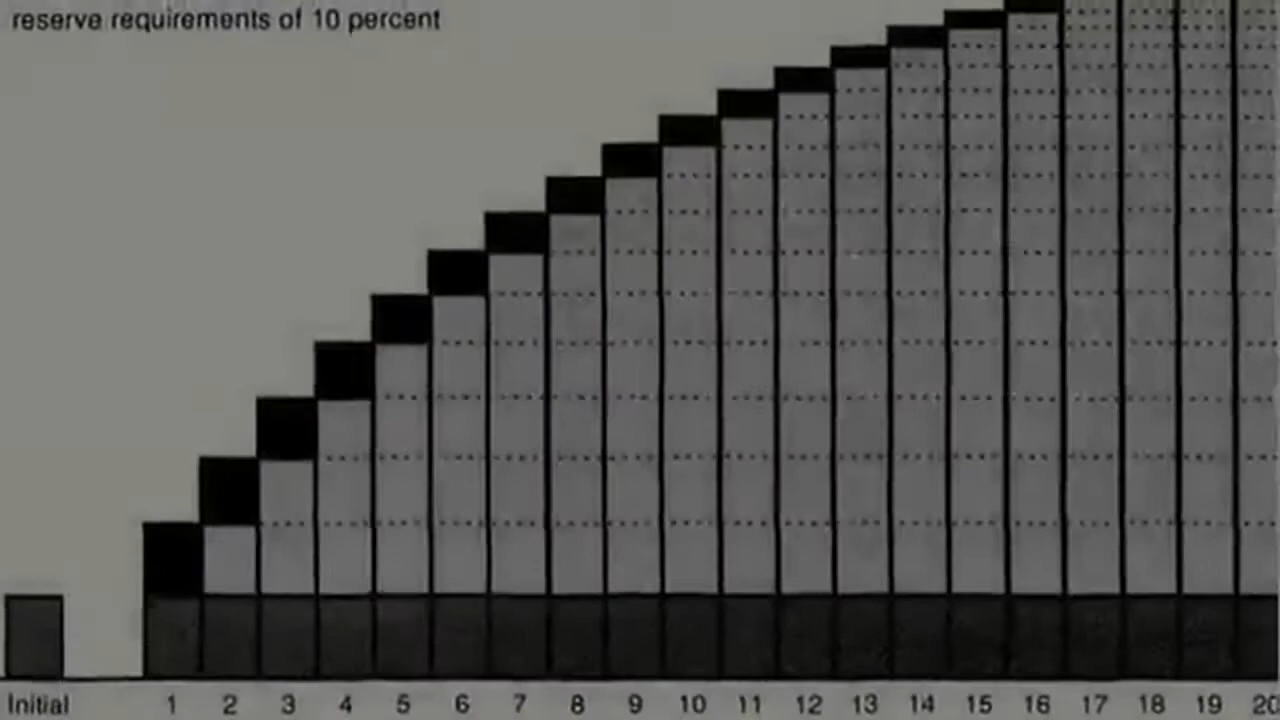 reserve requirements of 10 percent
Initial 1 2 3 4 5 6 7 8 9 10 11 12 13 14 15 16 17 18 19 20